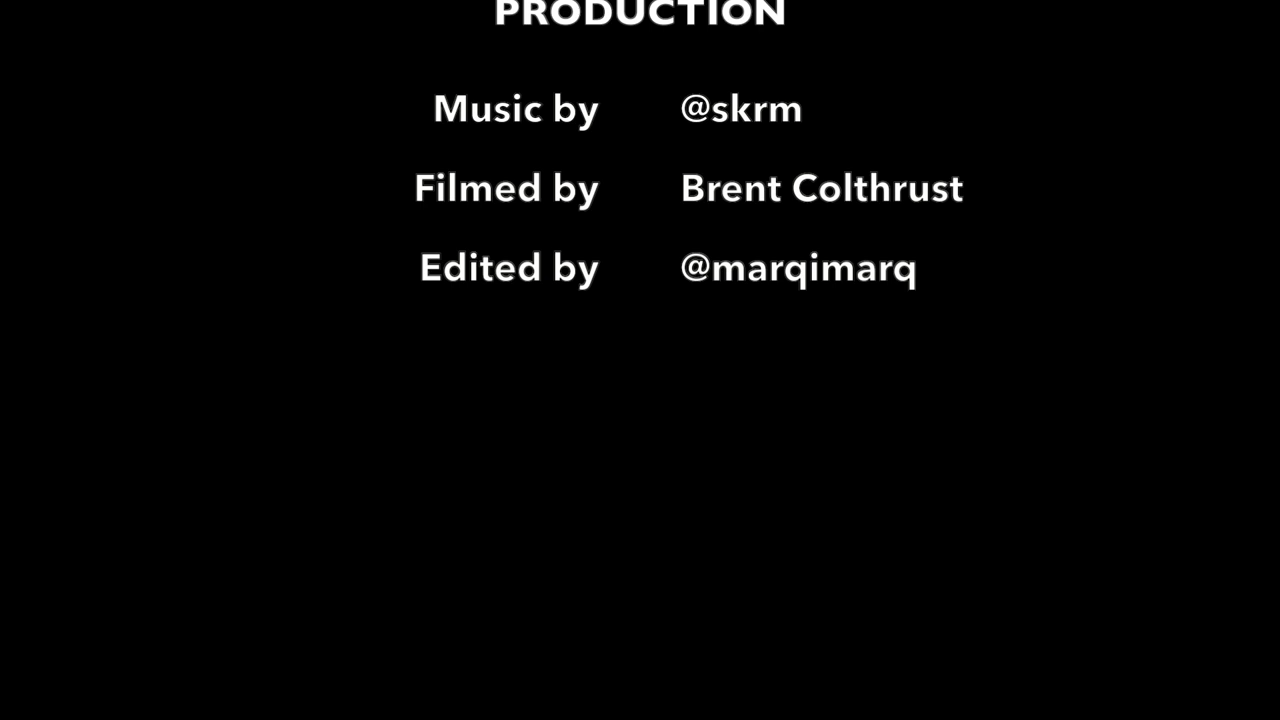 PRODUCTION
Music by @skrm
Filmed by Brent Colthrust
Edited by @marqimarq